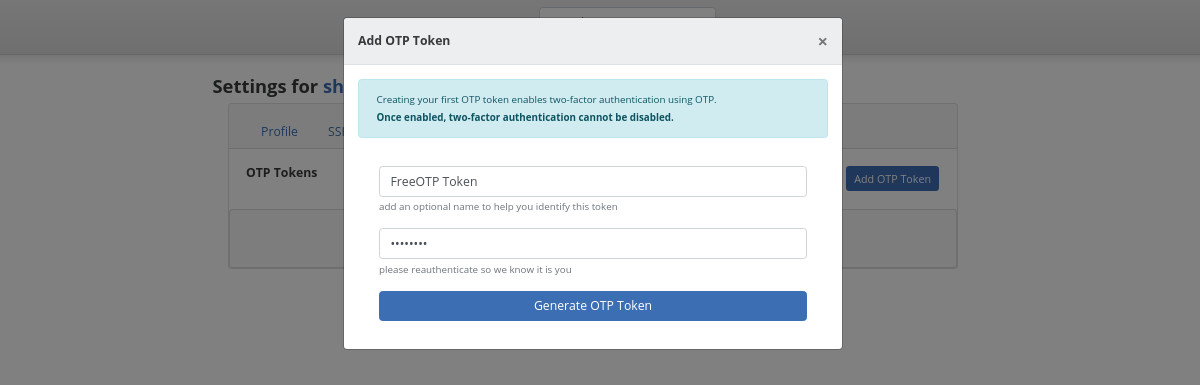 Add OTP Token ×
Settings for sh
Creating your first OTP token enables two-factor authentication using OTP.
Once enabled, two-factor authentication cannot be disabled.
Profile
OTP Tokens
Add OTP Token
FreeOTP Token
add an optional name to help you identify this token
••••••••
please reauthenticate so we know it is you
Generate OTP Token